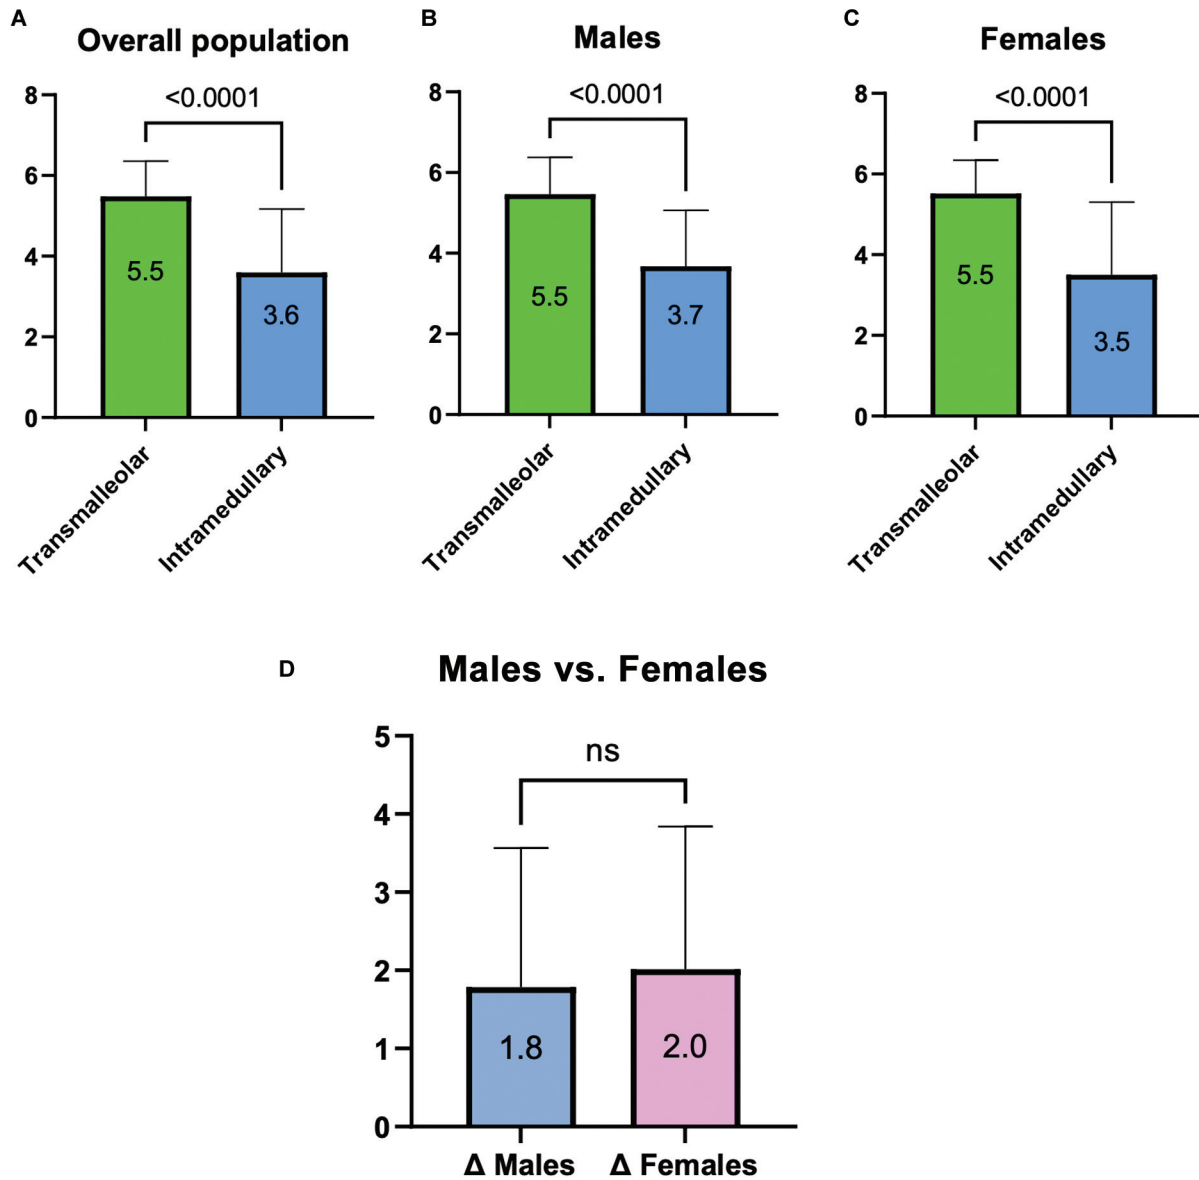 A
Overall population
<0.0001
8
6
4
2
0
5.5
3.6
Transmalleolar
Intramedullary
B
Males
<0.0001
8
6
4
2
0
5.5
3.7
Transmalleolar
Intramedullary
C
Females
<0.0001
8
6
4
2
0
5.5
3.5
Transmalleolar
Intramedullary
D
Males vs. Females
ns
5
4
3
2
1
0
1.8
2.0
Δ Males
Δ Females